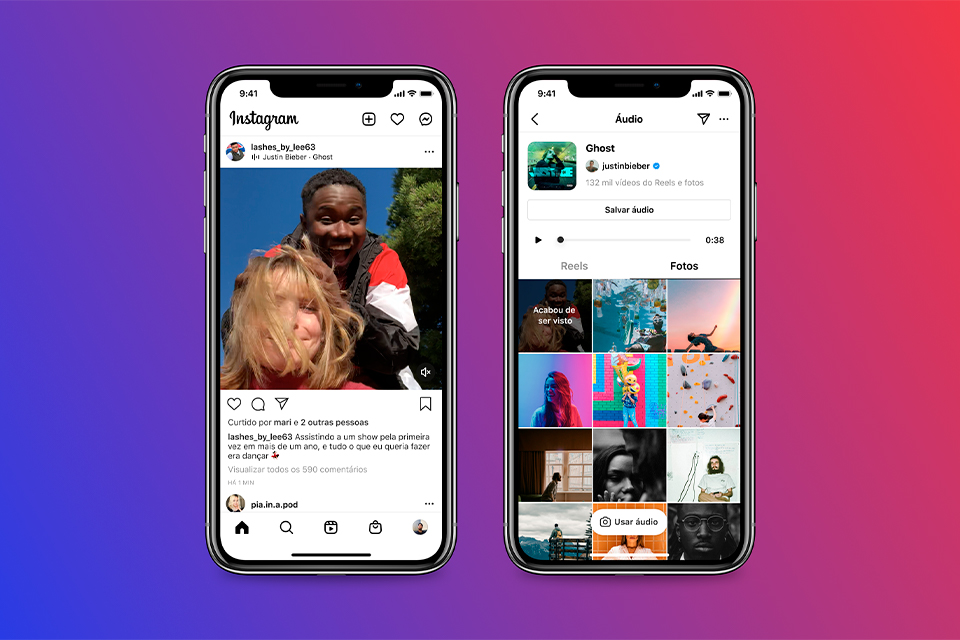 9:41
Instagram
lashes_by_lee63
Justin Bieber · Ghost
Curtido por mari e 2 outras pessoas
lashes_by_lee63 Assistindo a um show pela primeira
vez em mais de um ano, e tudo o que eu queria fazer
era dançar
Visualizar todos os 590 comentários
HÁ 1 MIN
pia.in.a.pod
9:41
Áudio
Ghost
justinbieber
132 mil vídeos do Reels e fotos
Salvar áudio
0:38
Reels
Fotos
Acabou de
ser visto
Usar áudio